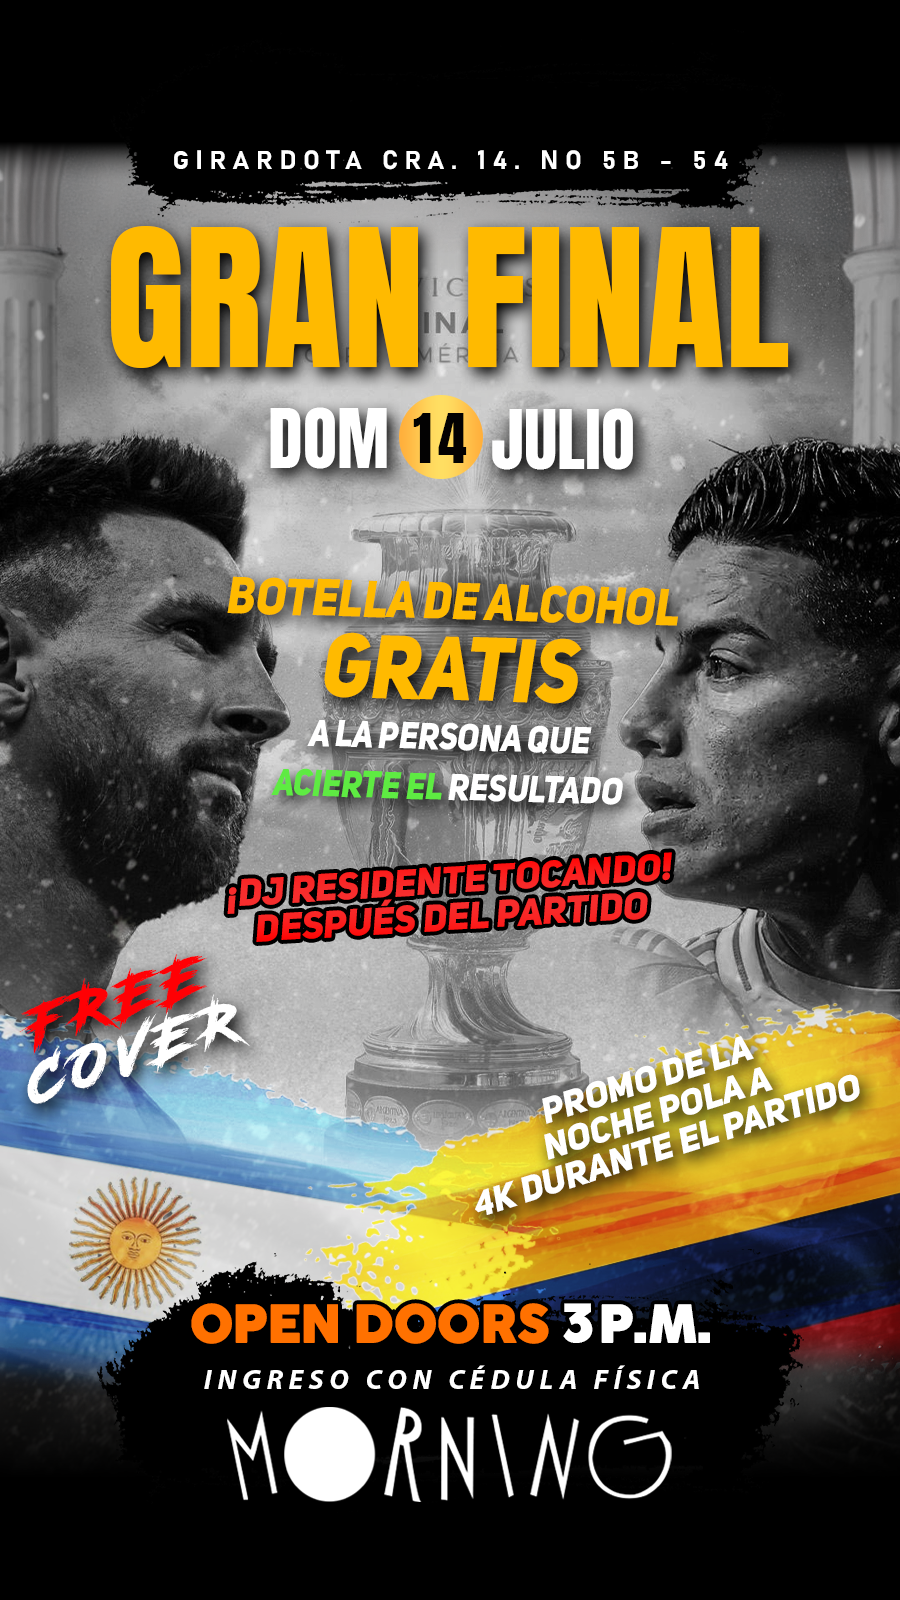 GIRARDOTA CRA. 14. NO 5B - 54
GRAN FINAL
DOM 14 JULIO
BOTELLA DE ALCOHOL
GRATIS
A LA PERSONA QUE
ACIERTE EL RESULTADO
¡DJ RESIDENTE TOCANDO!
DESPUÉS DEL PARTIDO
FREE
COVER
PROMO DE LA
NOCHE POLA A
4K DURANTE EL PARTIDO
OPEN DOORS 3 P.M.
INGRESO CON CÉDULA FÍSICA
MORNING